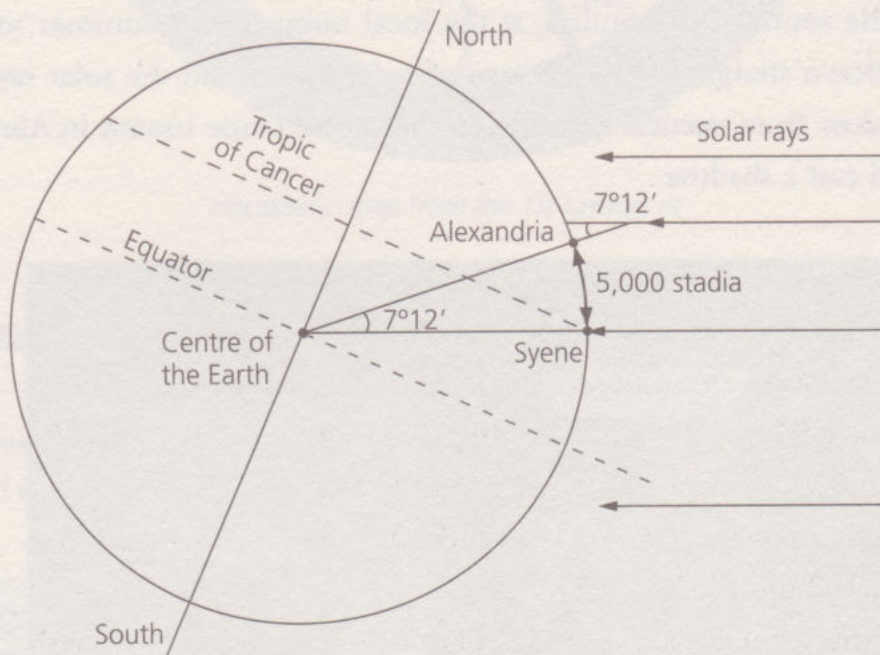 North
Tropic
of Cancer
Solar rays
7°12′
Alexandria
Equator
5,000 stadia
7°12′
Centre of
the Earth
Syene
South